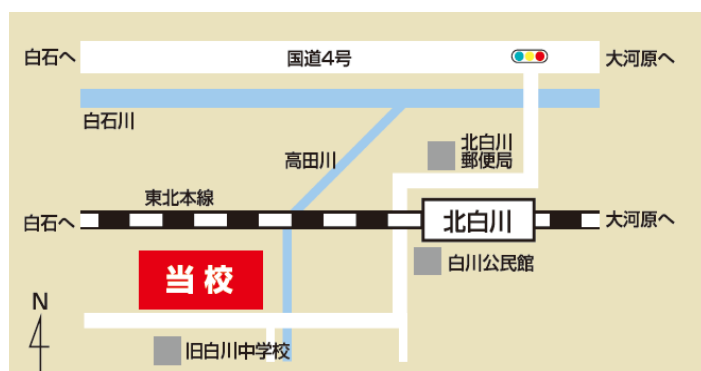 白石へ
国道4号
大河原へ
白石川
高田川
北白川
郵便局
東北本線
白石へ
北白川
大河原へ
当校
白川公民館
N
旧白川中学校